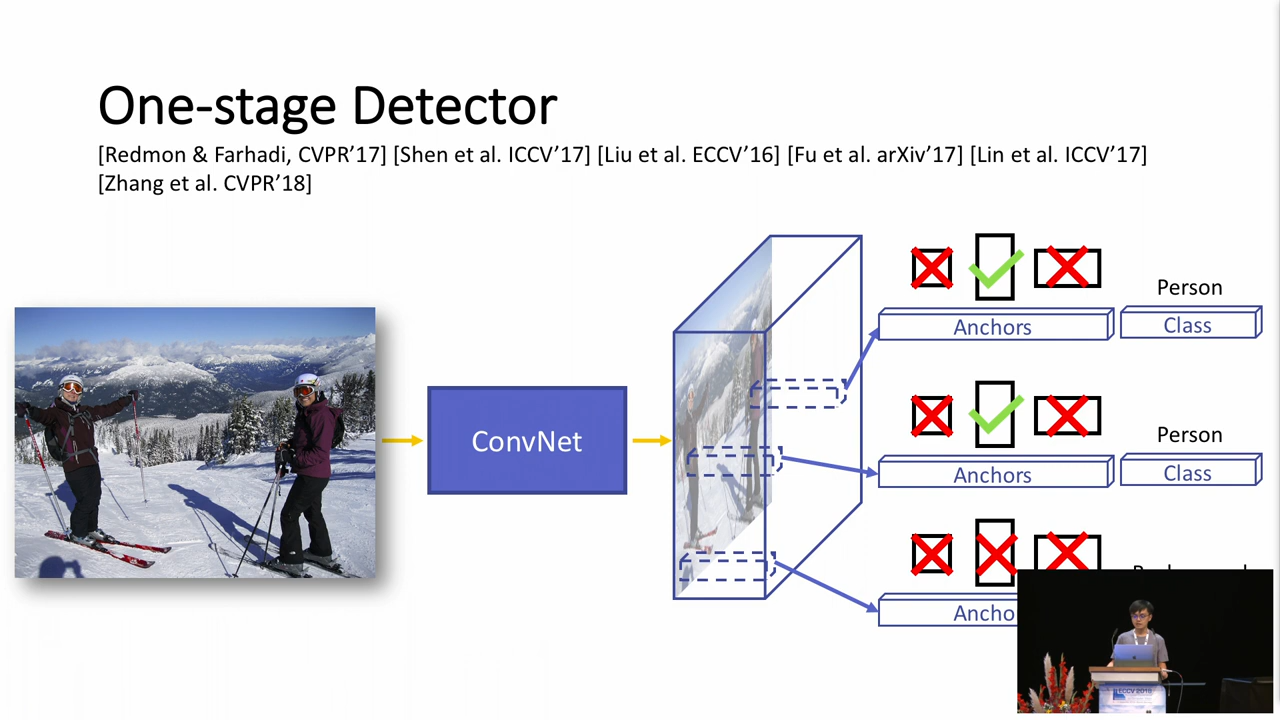 One-stage Detector
[Redmon & Farhadi, CVPR’17] [Shen et al. ICCV’17] [Liu et al. ECCV’16] [Fu et al. arXiv’17] [Lin et al. ICCV’17]
[Zhang et al. CVPR’18]
Person
Anchors
Class
ConvNet
Person
Anchors
Class
Ancho
ECCV 2018